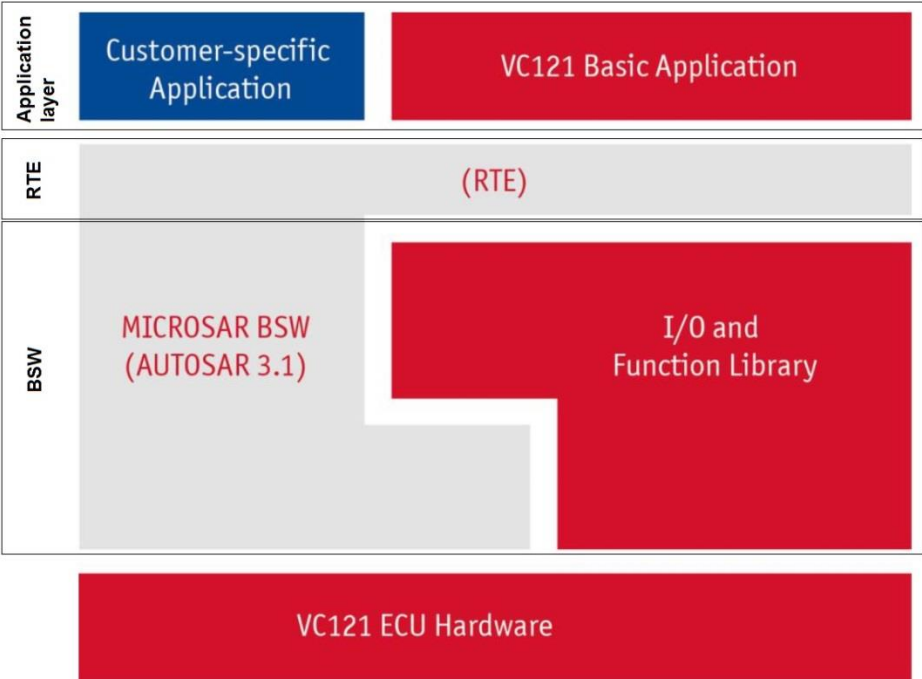 Application
layer
Customer-specific
Application
VC121 Basic Application
RTE
(RTE)
BSW
MICROSAR BSW
(AUTOSAR 3.1)
I/O and
Function Library
VC121 ECU Hardware